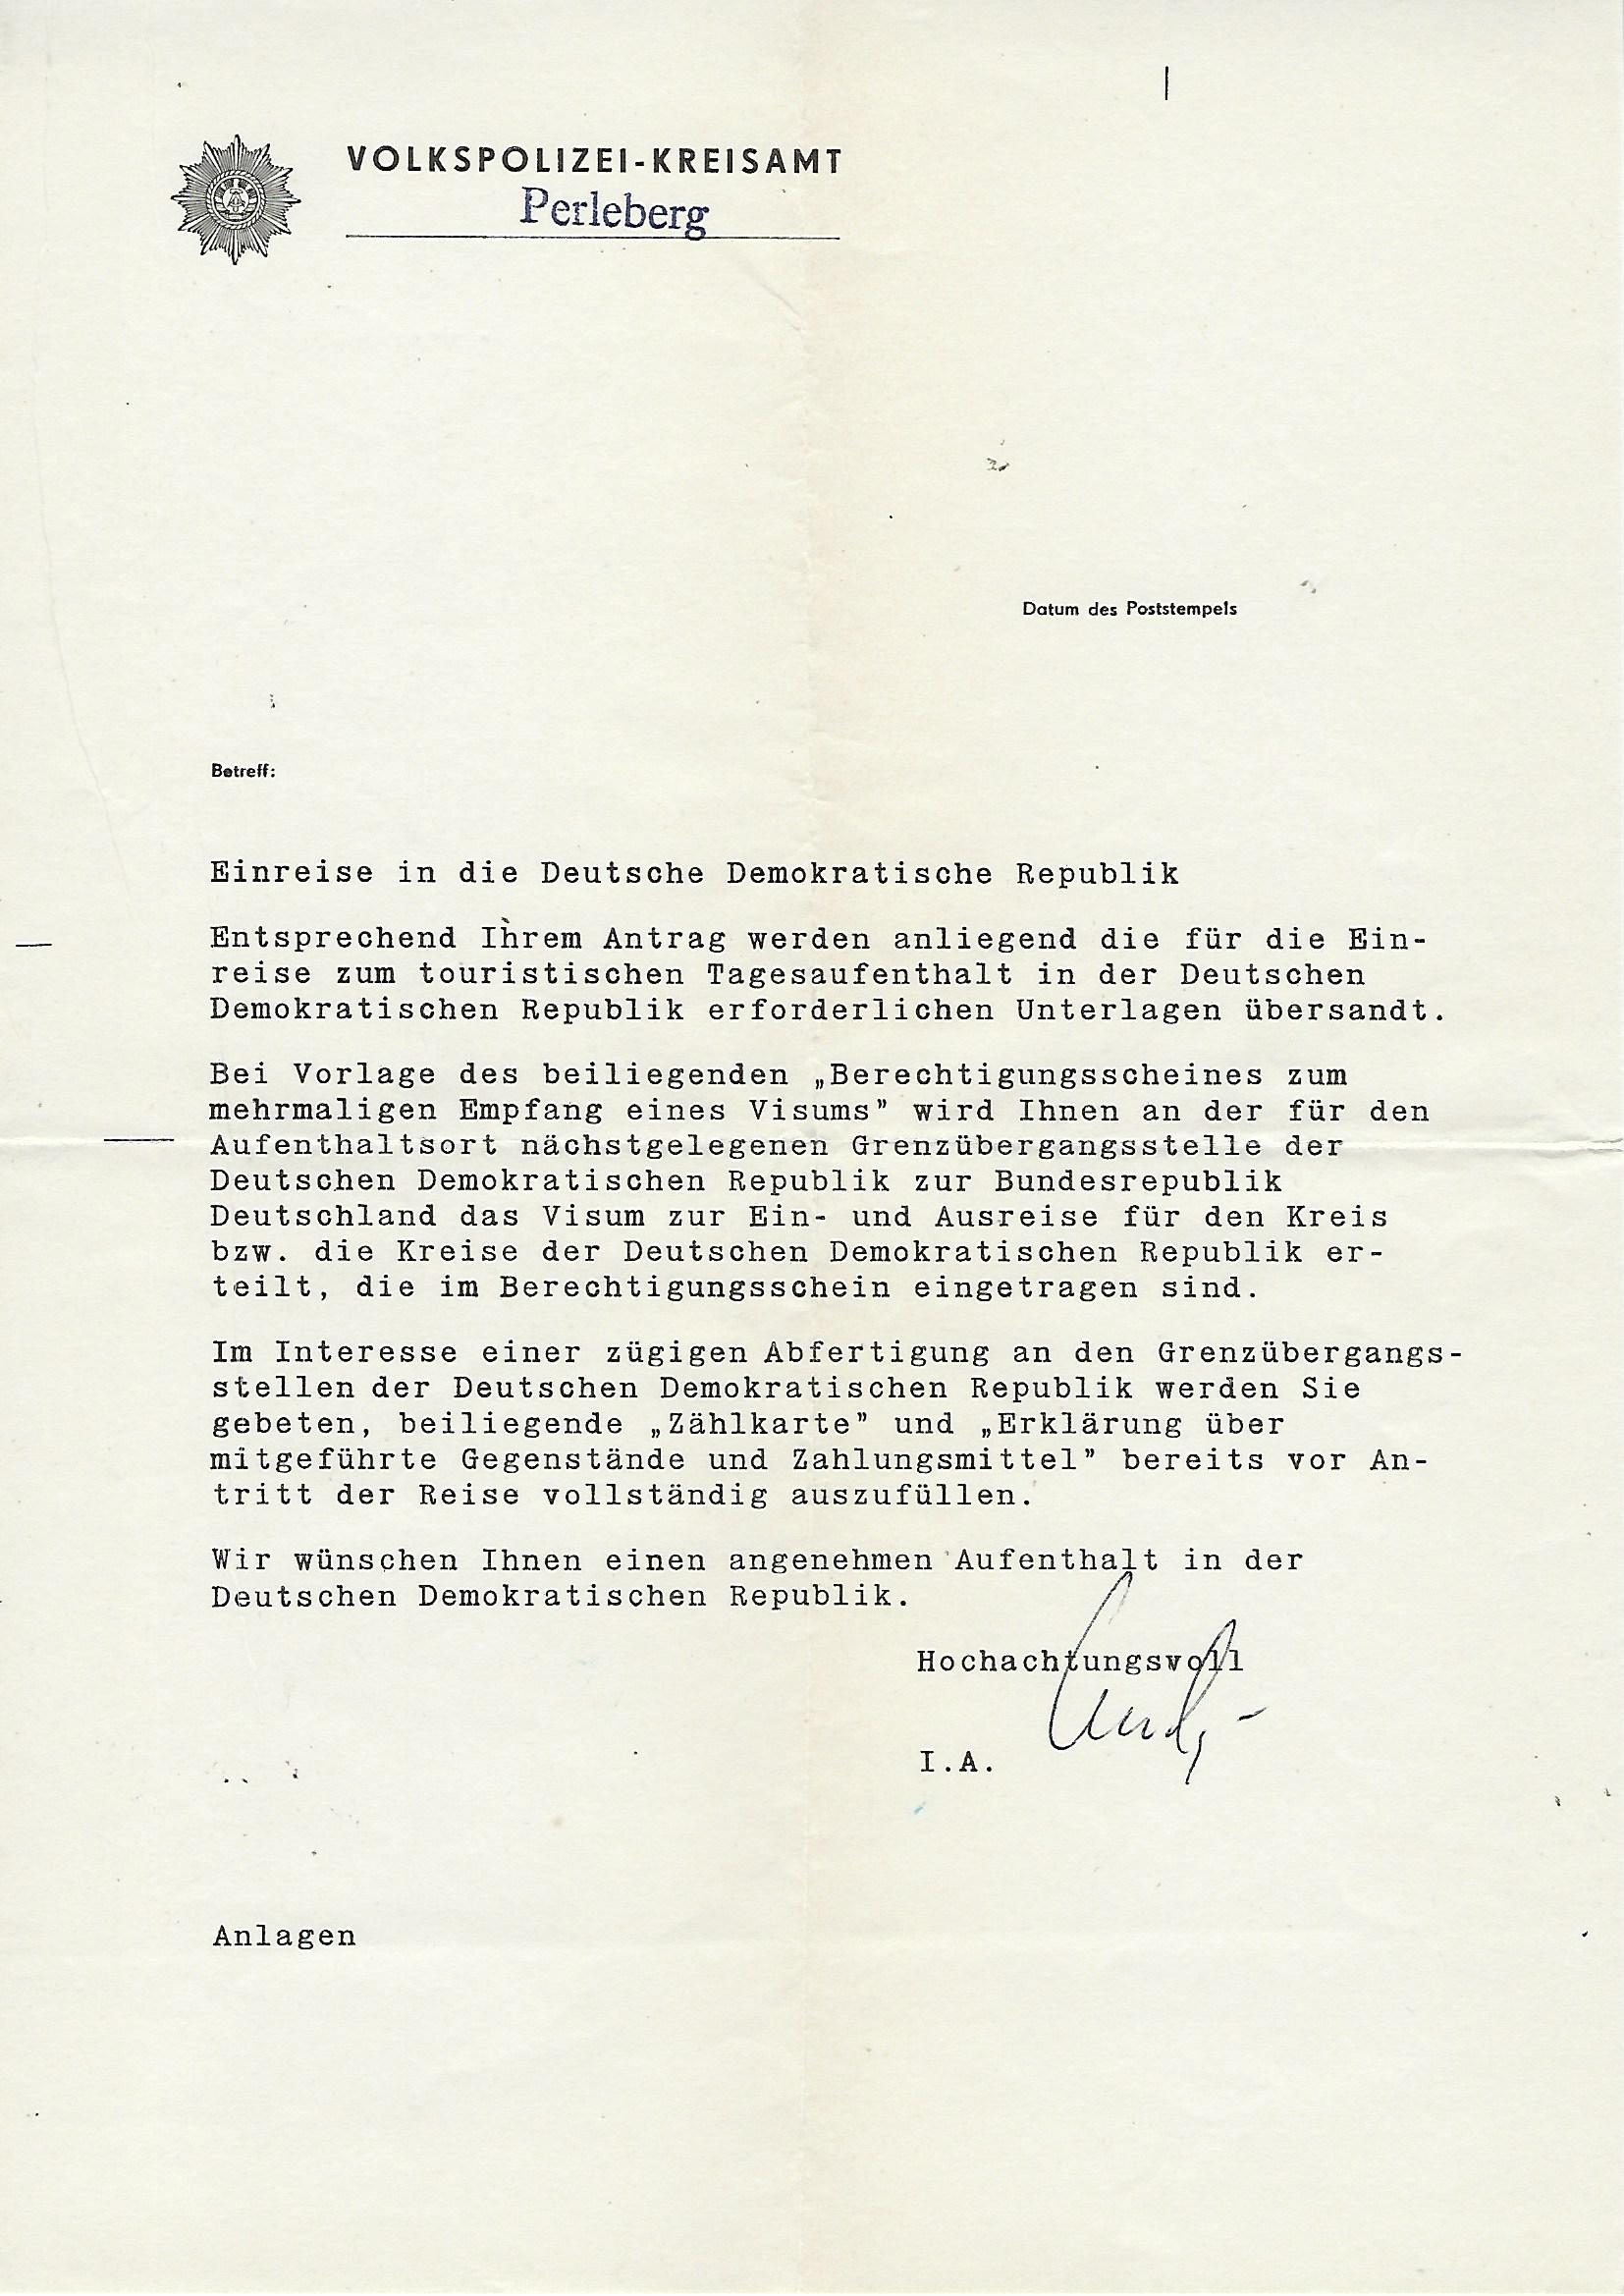 VOLKSPOLIZEI-KREISAMT
Perleberg
Datum des Poststempels
Betreff:
Einreise in die Deutsche Demokratische Republik
Entsprechend Ihrem Antrag werden anliegend die für die Ein-
reise zum touristischen Tagesaufenthalt in der Deutschen
Demokratischen Republik erforderlichen Unterlagen übersandt.
Bei Vorlage des beiliegenden „Berechtigungsscheines zum
mehrmaligen Empfang eines Visums” wird Ihnen an der für den
Aufenthaltsort nächstgelegenen Grenzübergangsstelle der
Deutschen Demokratischen Republik zur Bundesrepublik
Deutschland das Visum zur Ein- und Ausreise für den Kreis
bzw. die Kreise der Deutschen Demokratischen Republik er-
teilt, die im Berechtigungsschein eingetragen sind.
Im Interesse einer zügigen Abfertigung an den Grenzübergangs-
stellen der Deutschen Demokratischen Republik werden Sie
gebeten, beiliegende „Zählkarte” und „Erklärung über
mitgeführte Gegenstände und Zahlungsmittel” bereits vor An-
tritt der Reise vollständig auszufüllen.
Wir wünschen Ihnen einen angenehmen Aufenthalt in der
Deutschen Demokratischen Republik.
Hochachtungsvoll
I.A.
Anlagen